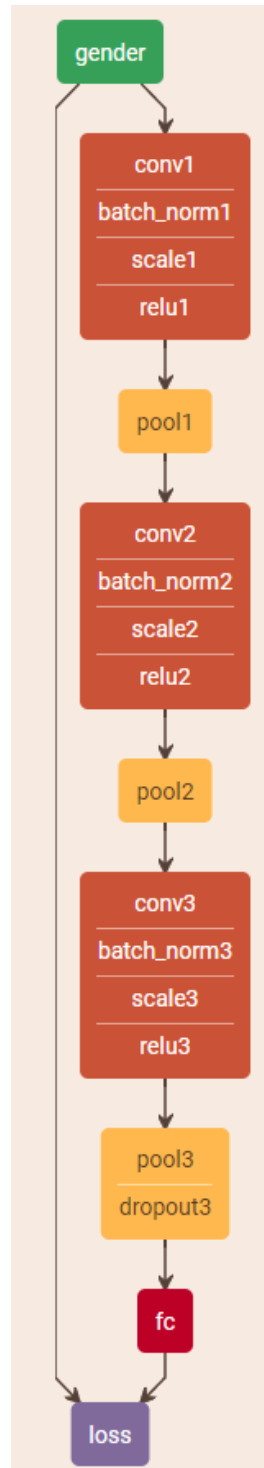 gender
conv1
batch_norm1
scale1
relu1
pool1
conv2
batch_norm2
scale2
relu2
pool2
conv3
batch_norm3
scale3
relu3
pool3
dropout3
fc
loss